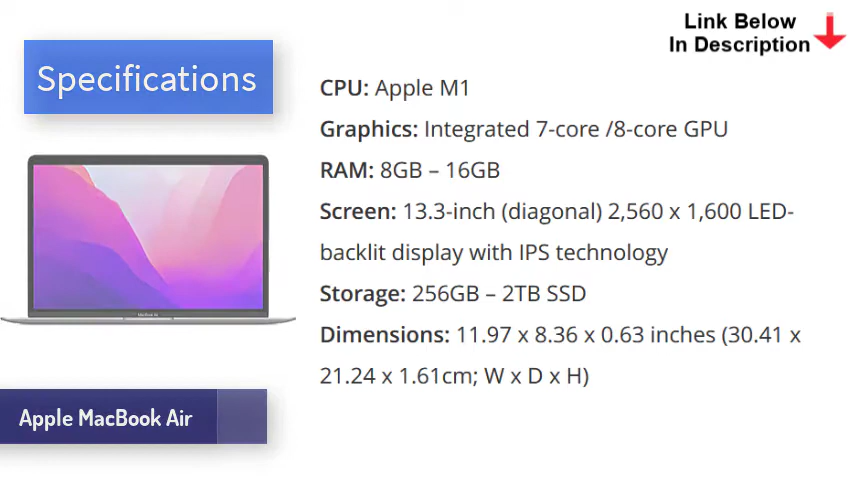 Link Below
In Description
Specifications
CPU: Apple M1
Graphics: Integrated 7-core /8-core GPU
RAM: 8GB – 16GB
Screen: 13.3-inch (diagonal) 2,560 x 1,600 LED-
backlit display with IPS technology
Storage: 256GB – 2TB SSD
Dimensions: 11.97 x 8.36 x 0.63 inches (30.41 x
21.24 x 1.61cm; W x D x H)
MacBook Air
Apple MacBook Air